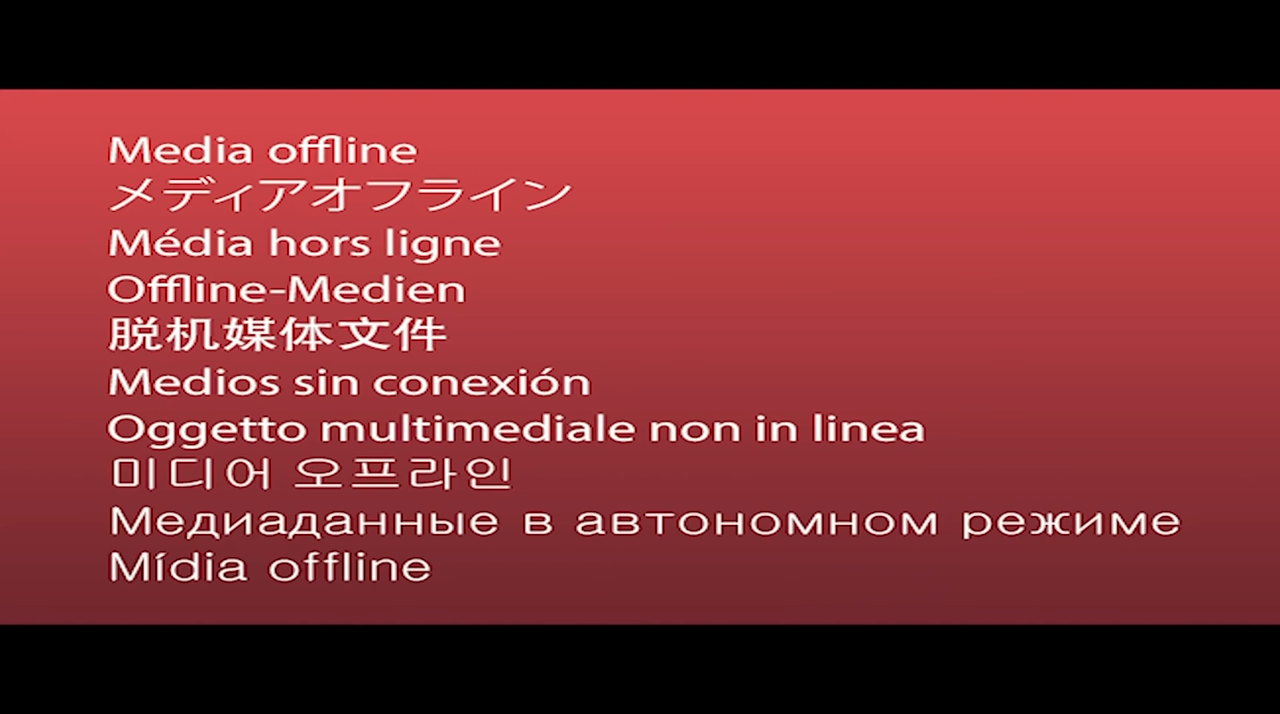 Media offline
メディアオフライン
Média hors ligne
Offline-Medien
脱机媒体文件
Medios sin conexión
Oggetto multimediale non in linea
미디어 오프라인
Медиаданные в автономном режиме
Mídia offline